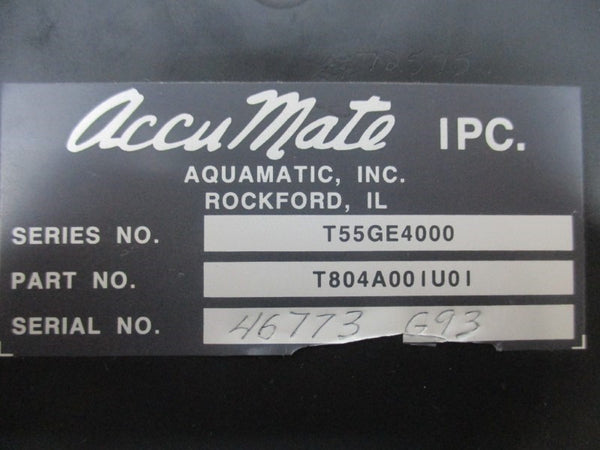 AccuMate IPC.
AQUAMATIC, INC.
ROCKFORD, IL
SERIES NO. T55GE4000
PART NO. T804A001U01
SERIAL NO. 46773 G93